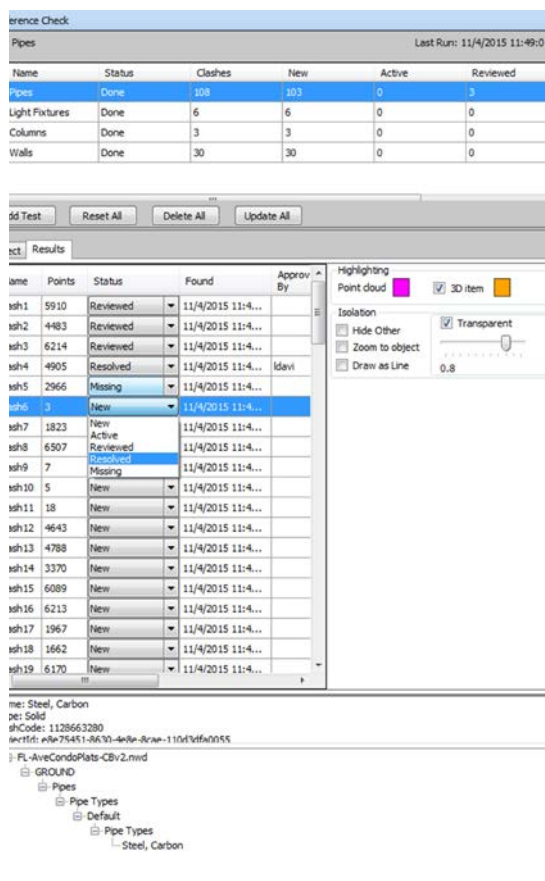 erence Check
Pipes Last Run: 11/4/2015 11:49:0
Name Status Clashes New Active Reviewed
Pipes Done 108 103 0 3
Light Fixtures Done 6 6 0 0
Columns Done 3 3 0 0
Walls Done 30 30 0 0
dd Test Reset All Delete All Update All
ect Results
ame Points Status Found Approv By
ash1 5910 Reviewed 11/4/2015 11:4...
ash2 4483 Reviewed 11/4/2015 11:4...
ash3 6214 Reviewed 11/4/2015 11:4...
ash4 4905 Resolved 11/4/2015 11:4... ldavi
ash5 2966 Missing 11/4/2015 11:4...
ash6 3 New 11/4/2015 11:4...
ash7 1823 New 11/4/2015 11:4...
Active
ash8 6507 Reviewed 11/4/2015 11:4...
Resolved
ash9 7 Missing 11/4/2015 11:4...
ash10 5 New 11/4/2015 11:4...
ash11 18 New 11/4/2015 11:4...
ash12 4643 New 11/4/2015 11:4...
ash13 4788 New 11/4/2015 11:4...
ash14 3370 New 11/4/2015 11:4...
ash15 6089 New 11/4/2015 11:4...
ash16 6213 New 11/4/2015 11:4...
ash17 1967 New 11/4/2015 11:4...
ash18 1662 New 11/4/2015 11:4...
ash19 6170 New 11/4/2015 11:4...
Highlighting
Point cloud 3D item
Isolation
Hide Other Transparent
Zoom to object
Draw as Line 0.8
me: Steel, Carbon
pe: Solid
shCode: 1128663280
jectId: e8e75451-8630-4e8e-8cae-110d3dfa0055
FL-AveCondoPlats-CBv2.nwd
GROUND
Pipes
Pipe Types
Default
Pipe Types
Steel, Carbon